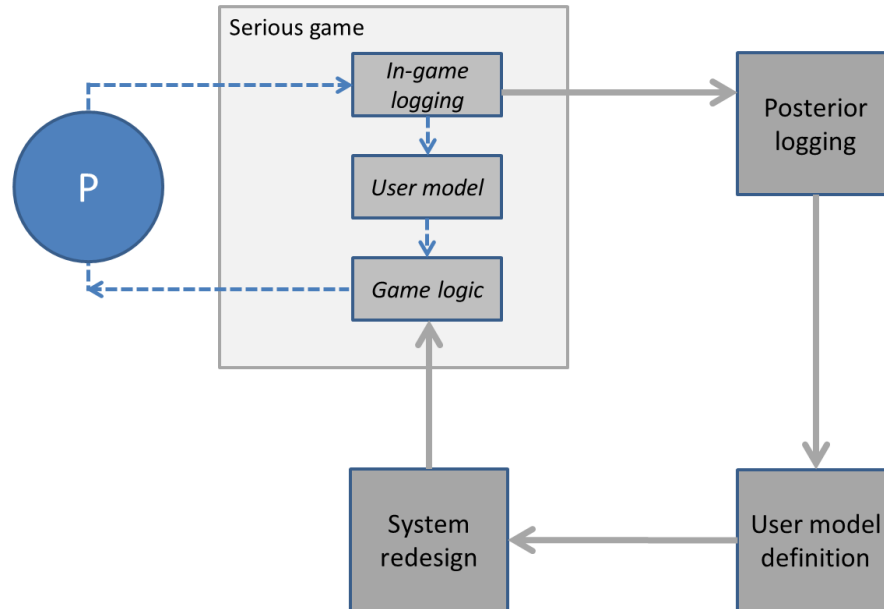 Serious game
In-game
logging
Posterior
logging
P
User model
Game logic
System
redesign
User model
definition